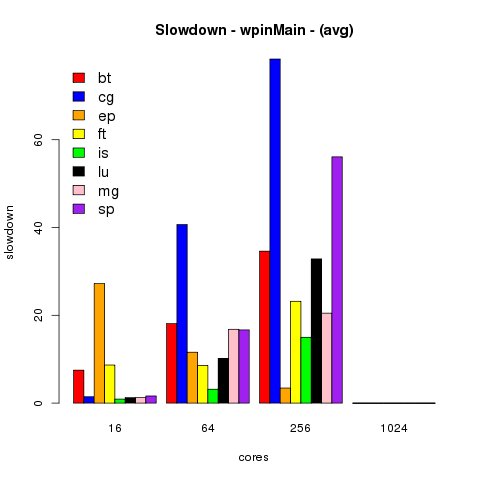 Slowdown - wpinMain - (avg)
bt
cg
ep
ft
is
lu
mg
sp
slowdown
60
40
20
0
16 64 256 1024
cores